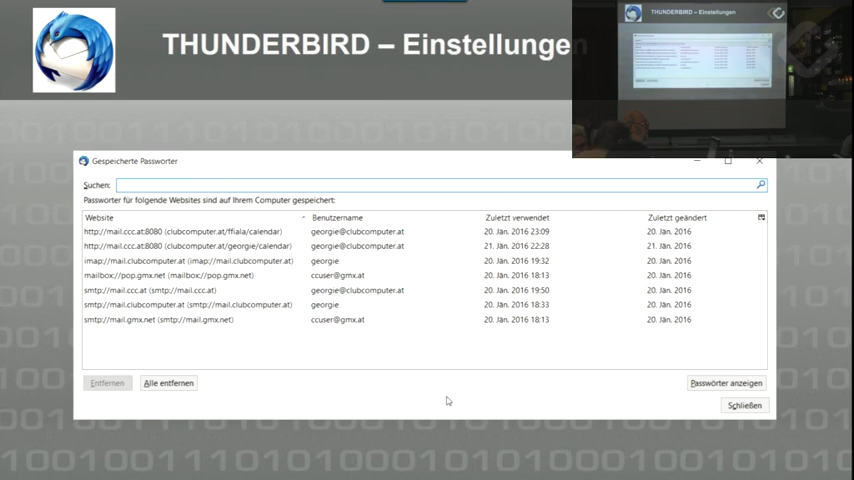 THUNDERBIRD – Einstellungen
THUNDERBIRD – Einstellungen
Gespeicherte Passwörter
Suchen:
Passwörter für folgende Websites sind auf Ihrem Computer gespeichert:
Website Benutzername Zuletzt verwendet Zuletzt geändert
http://mail.ccc.at:8080 (clubcomputer.at/ffiala/calendar) georgie@clubcomputer.at 20. Jän. 2016 23:09 20. Jän. 2016
http://mail.ccc.at:8080 (clubcomputer.at/georgie/calendar) georgie@clubcomputer.at 21. Jän. 2016 22:28 21. Jän. 2016
imap://mail.clubcomputer.at (imap://mail.clubcomputer.at) georgie 20. Jän. 2016 19:32 20. Jän. 2016
mailbox://pop.gmx.net (mailbox://pop.gmx.net) ccuser@gmx.at 20. Jän. 2016 18:13 20. Jän. 2016
smtp://mail.ccc.at (smtp://mail.ccc.at) georgie@clubcomputer.at 20. Jän. 2016 19:50 20. Jän. 2016
smtp://mail.clubcomputer.at (smtp://mail.clubcomputer.at) georgie 20. Jän. 2016 18:33 20. Jän. 2016
smtp://mail.gmx.net (smtp://mail.gmx.net) ccuser@gmx.at 20. Jän. 2016 18:13 20. Jän. 2016
Entfernen Alle entfernen Passwörter anzeigen
Schließen